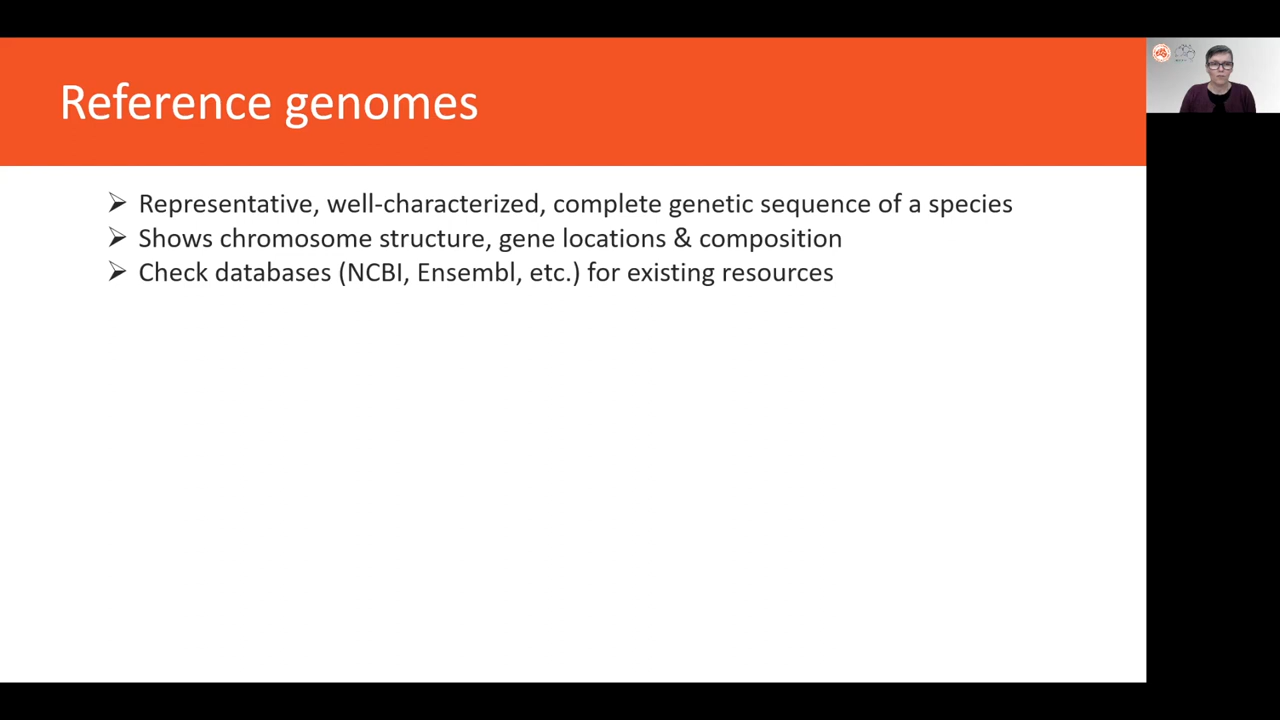 Reference genomes
Representative, well-characterized, complete genetic sequence of a species
Shows chromosome structure, gene locations & composition
Check databases (NCBI, Ensembl, etc.) for existing resources